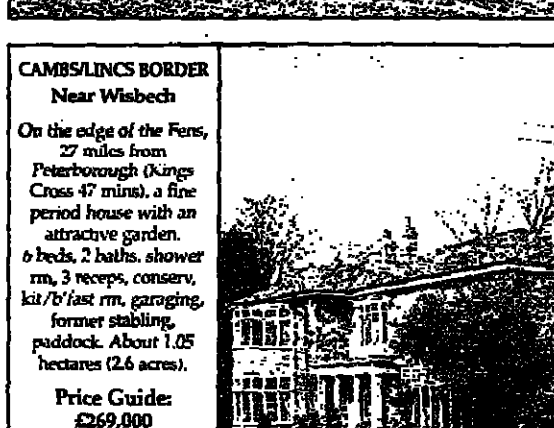 CAMBS/LINCS BORDER
Near Wisbech
On the edge of the Fens,
27 miles from
Peterborough (Kings
Cross 47 mins), a fine
period house with an
attractive garden.
6 beds, 2 baths, shower
rm, 3 receps, conserv,
kit/b'fast rm, garaging,
former stabling,
paddock. About 1.05
hectares (2.6 acres).
Price Guide:
£269,000